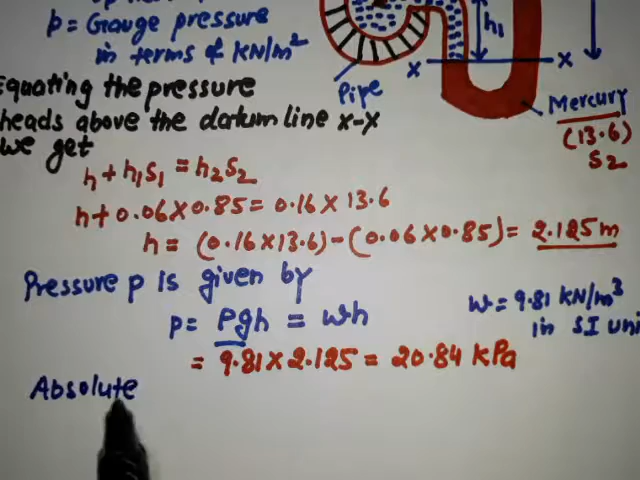 p = Gauge pressure
in terms of KN/m²
h₁
x
x
Pipe
Equating the pressure
heads above the datum line x-x
we get
Mercury
(13.6)
S₂
h + h₁S₁ = h₂S₂
h + 0.06 × 0.85 = 0.16 × 13.6
h = (0.16×13.6) - (0.06×0.85) = 2.125 m
Pressure p is given by
p = ρgh = wh
w = 9.81 KN/m³
in SI uni
= 9.81 × 2.125 = 20.84 kPa
Absolute